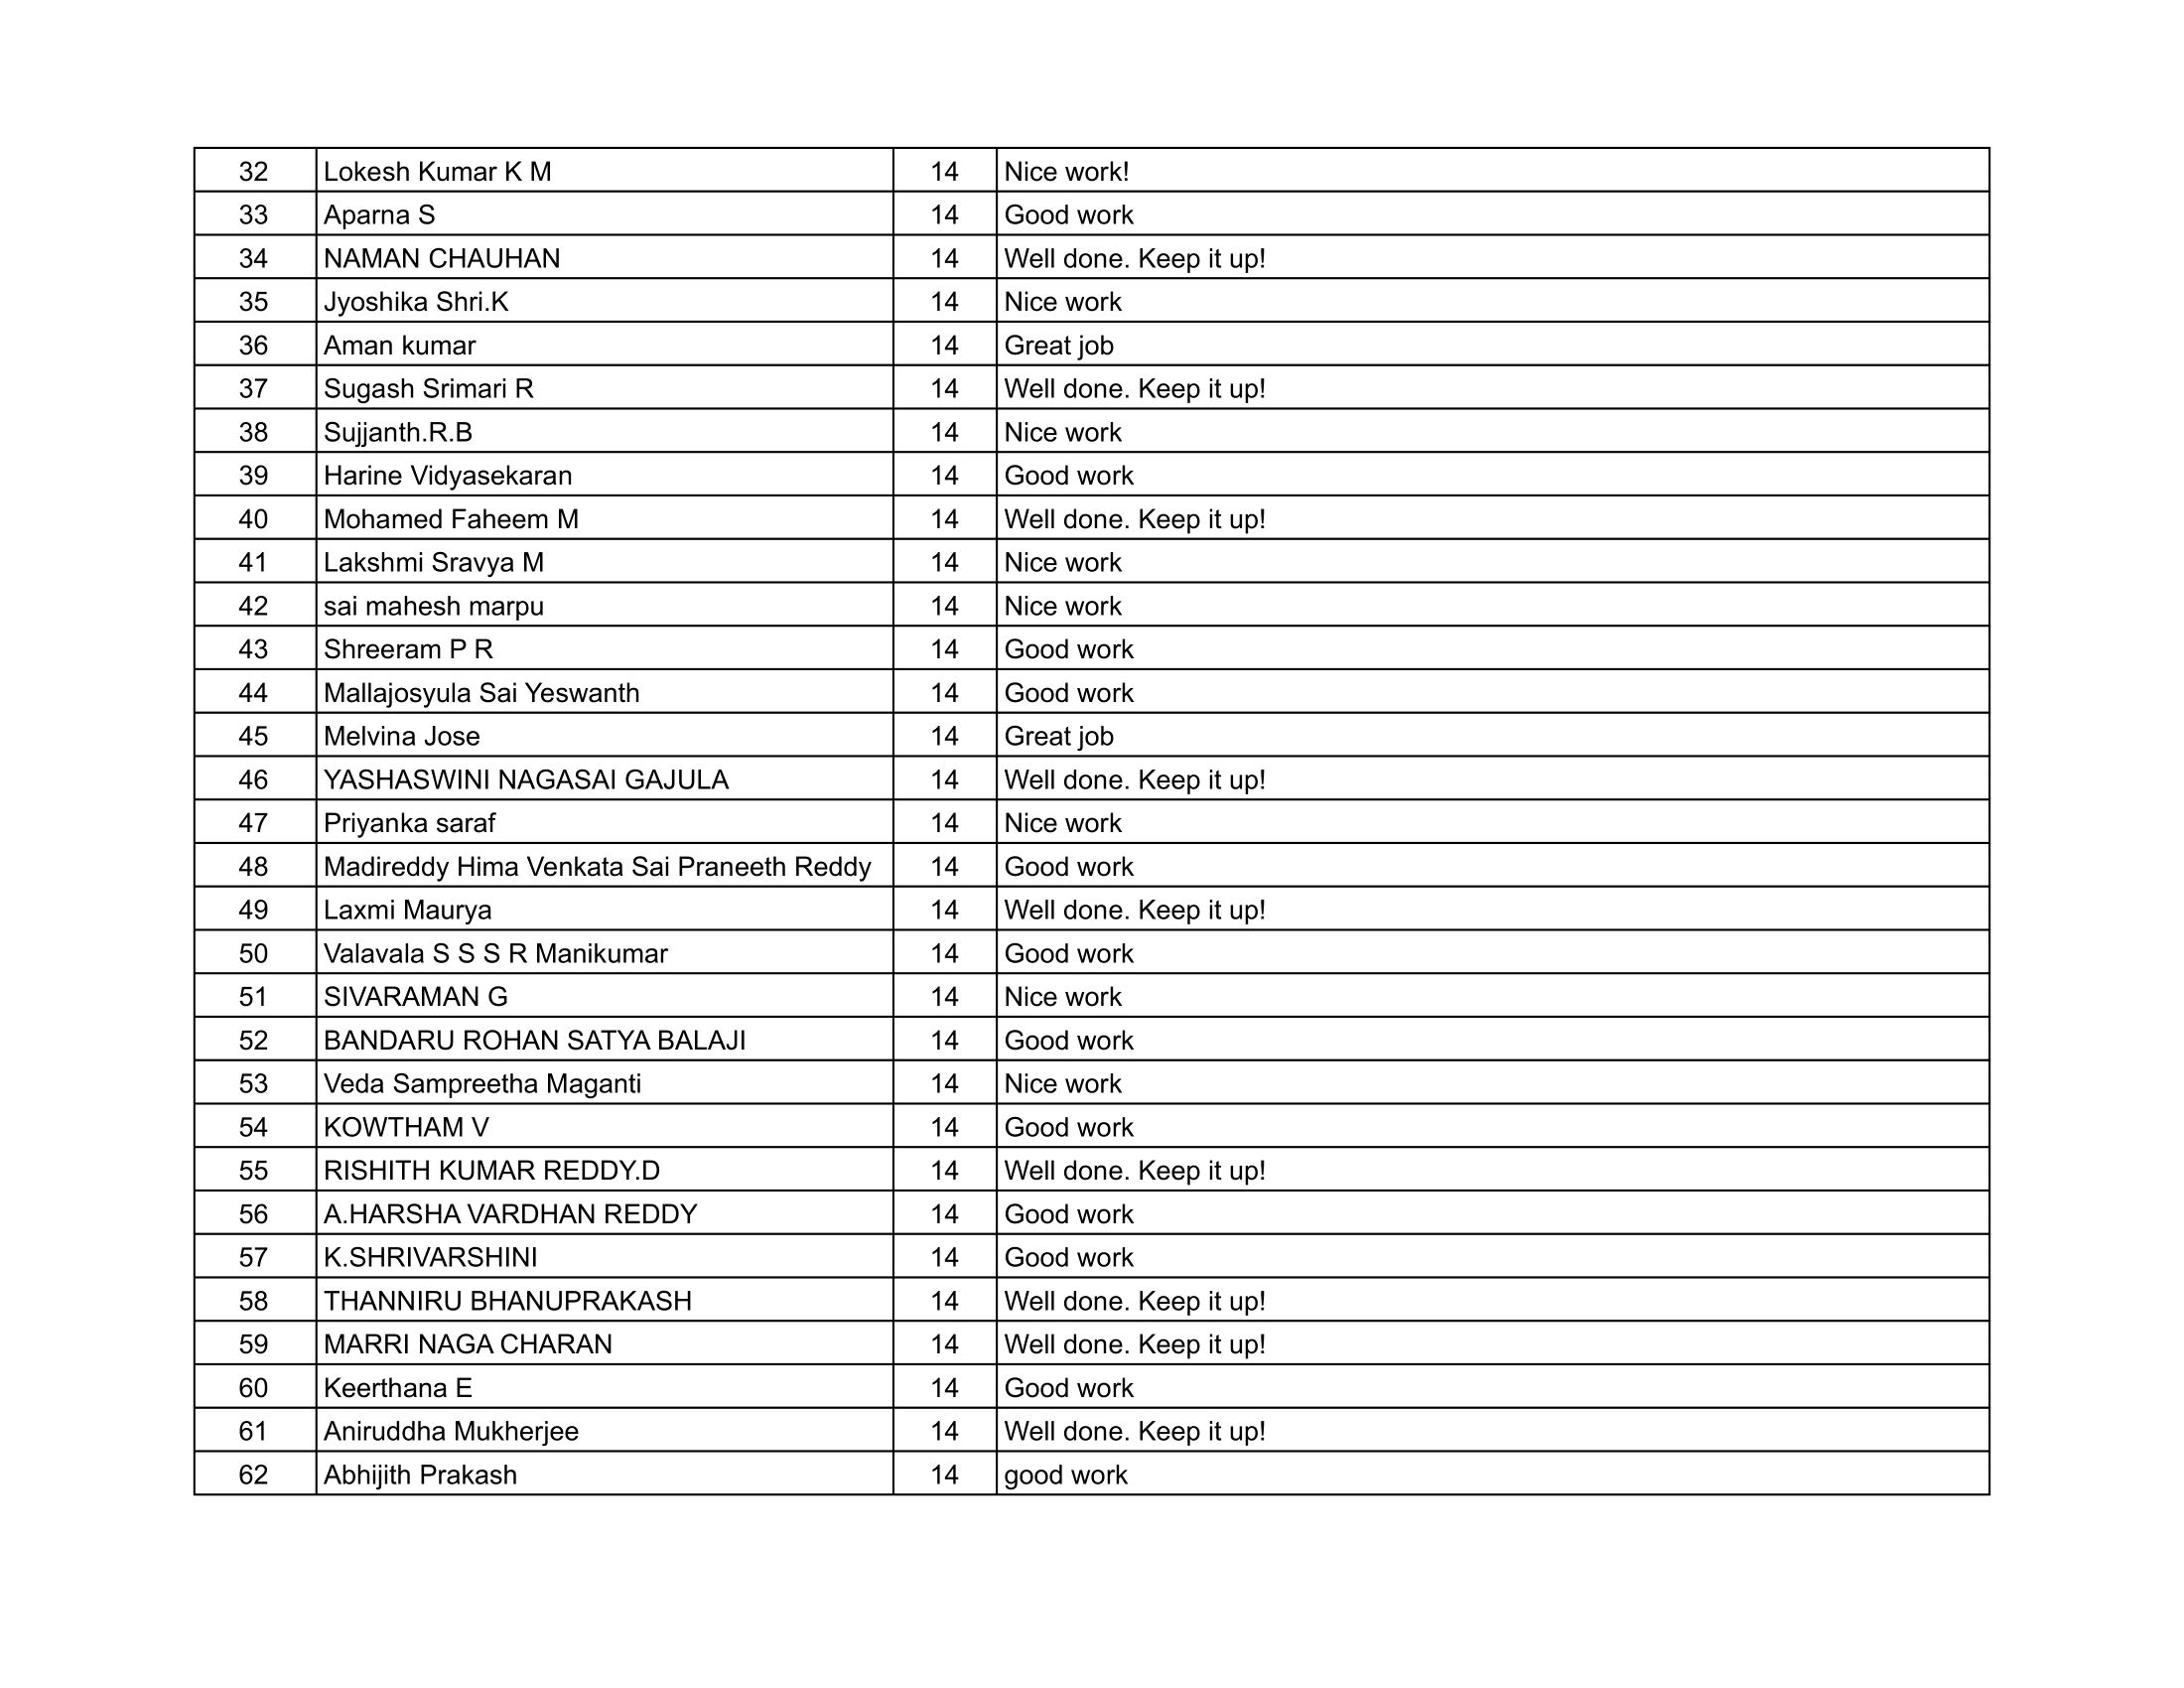 32 Lokesh Kumar K M 14 Nice work!
33 Aparna S 14 Good work
34 NAMAN CHAUHAN 14 Well done. Keep it up!
35 Jyoshika Shri.K 14 Nice work
36 Aman kumar 14 Great job
37 Sugash Srimari R 14 Well done. Keep it up!
38 Sujjanth.R.B 14 Nice work
39 Harine Vidyasekaran 14 Good work
40 Mohamed Faheem M 14 Well done. Keep it up!
41 Lakshmi Sravya M 14 Nice work
42 sai mahesh marpu 14 Nice work
43 Shreeram P R 14 Good work
44 Mallajosyula Sai Yeswanth 14 Good work
45 Melvina Jose 14 Great job
46 YASHASWINI NAGASAI GAJULA 14 Well done. Keep it up!
47 Priyanka saraf 14 Nice work
48 Madireddy Hima Venkata Sai Praneeth Reddy 14 Good work
49 Laxmi Maurya 14 Well done. Keep it up!
50 Valavala S S S R Manikumar 14 Good work
51 SIVARAMAN G 14 Nice work
52 BANDARU ROHAN SATYA BALAJI 14 Good work
53 Veda Sampreetha Maganti 14 Nice work
54 KOWTHAM V 14 Good work
55 RISHITH KUMAR REDDY.D 14 Well done. Keep it up!
56 A.HARSHA VARDHAN REDDY 14 Good work
57 K.SHRIVARSHINI 14 Good work
58 THANNIRU BHANUPRAKASH 14 Well done. Keep it up!
59 MARRI NAGA CHARAN 14 Well done. Keep it up!
60 Keerthana E 14 Good work
61 Aniruddha Mukherjee 14 Well done. Keep it up!
62 Abhijith Prakash 14 good work